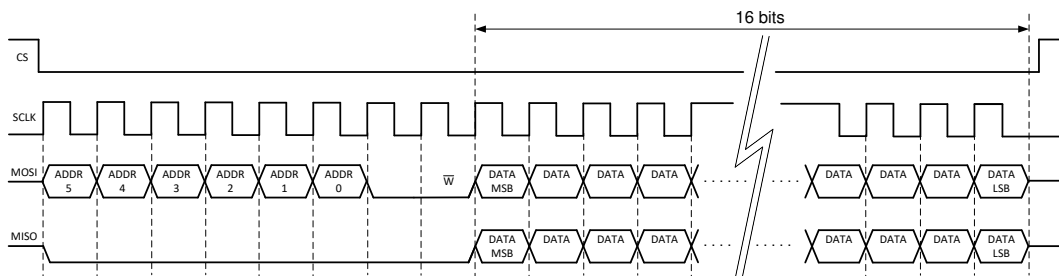 16 bits
CS
SCLK
MOSI
ADDR 5
ADDR 4
ADDR 3
ADDR 2
ADDR 1
ADDR 0
W̅
DATA MSB
DATA
DATA
DATA
DATA
DATA
DATA
DATA LSB
MISO
DATA MSB
DATA
DATA
DATA
DATA
DATA
DATA
DATA LSB